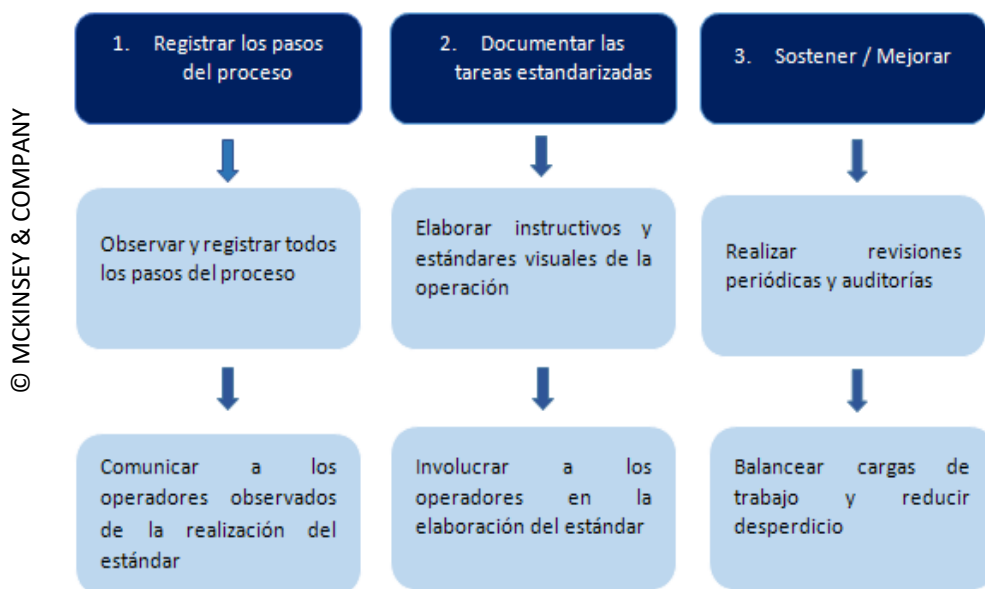 © MCKINSEY & COMPANY
1. Registrar los pasos
del proceso
2. Documentar las
tareas estandarizadas
3. Sostener / Mejorar
Observar y registrar todos
los pasos del proceso
Elaborar instructivos y
estándares visuales de la
operación
Realizar revisiones
periódicas y auditorías
Comunicar a los
operadores observados
de la realización del
estándar
Involucrar a los
operadores en la
elaboración del estándar
Balancear cargas de
trabajo y reducir
desperdicio